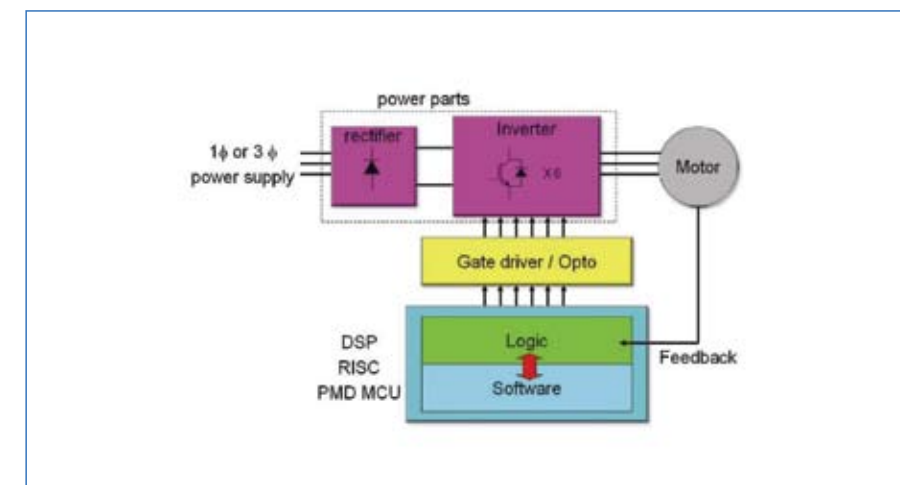 power parts
rectifier
Inverter
1ϕ or 3 ϕ
power supply
X6
Motor
Gate driver / Opto
DSP
RISC
PMD MCU
Logic
Software
Feedback